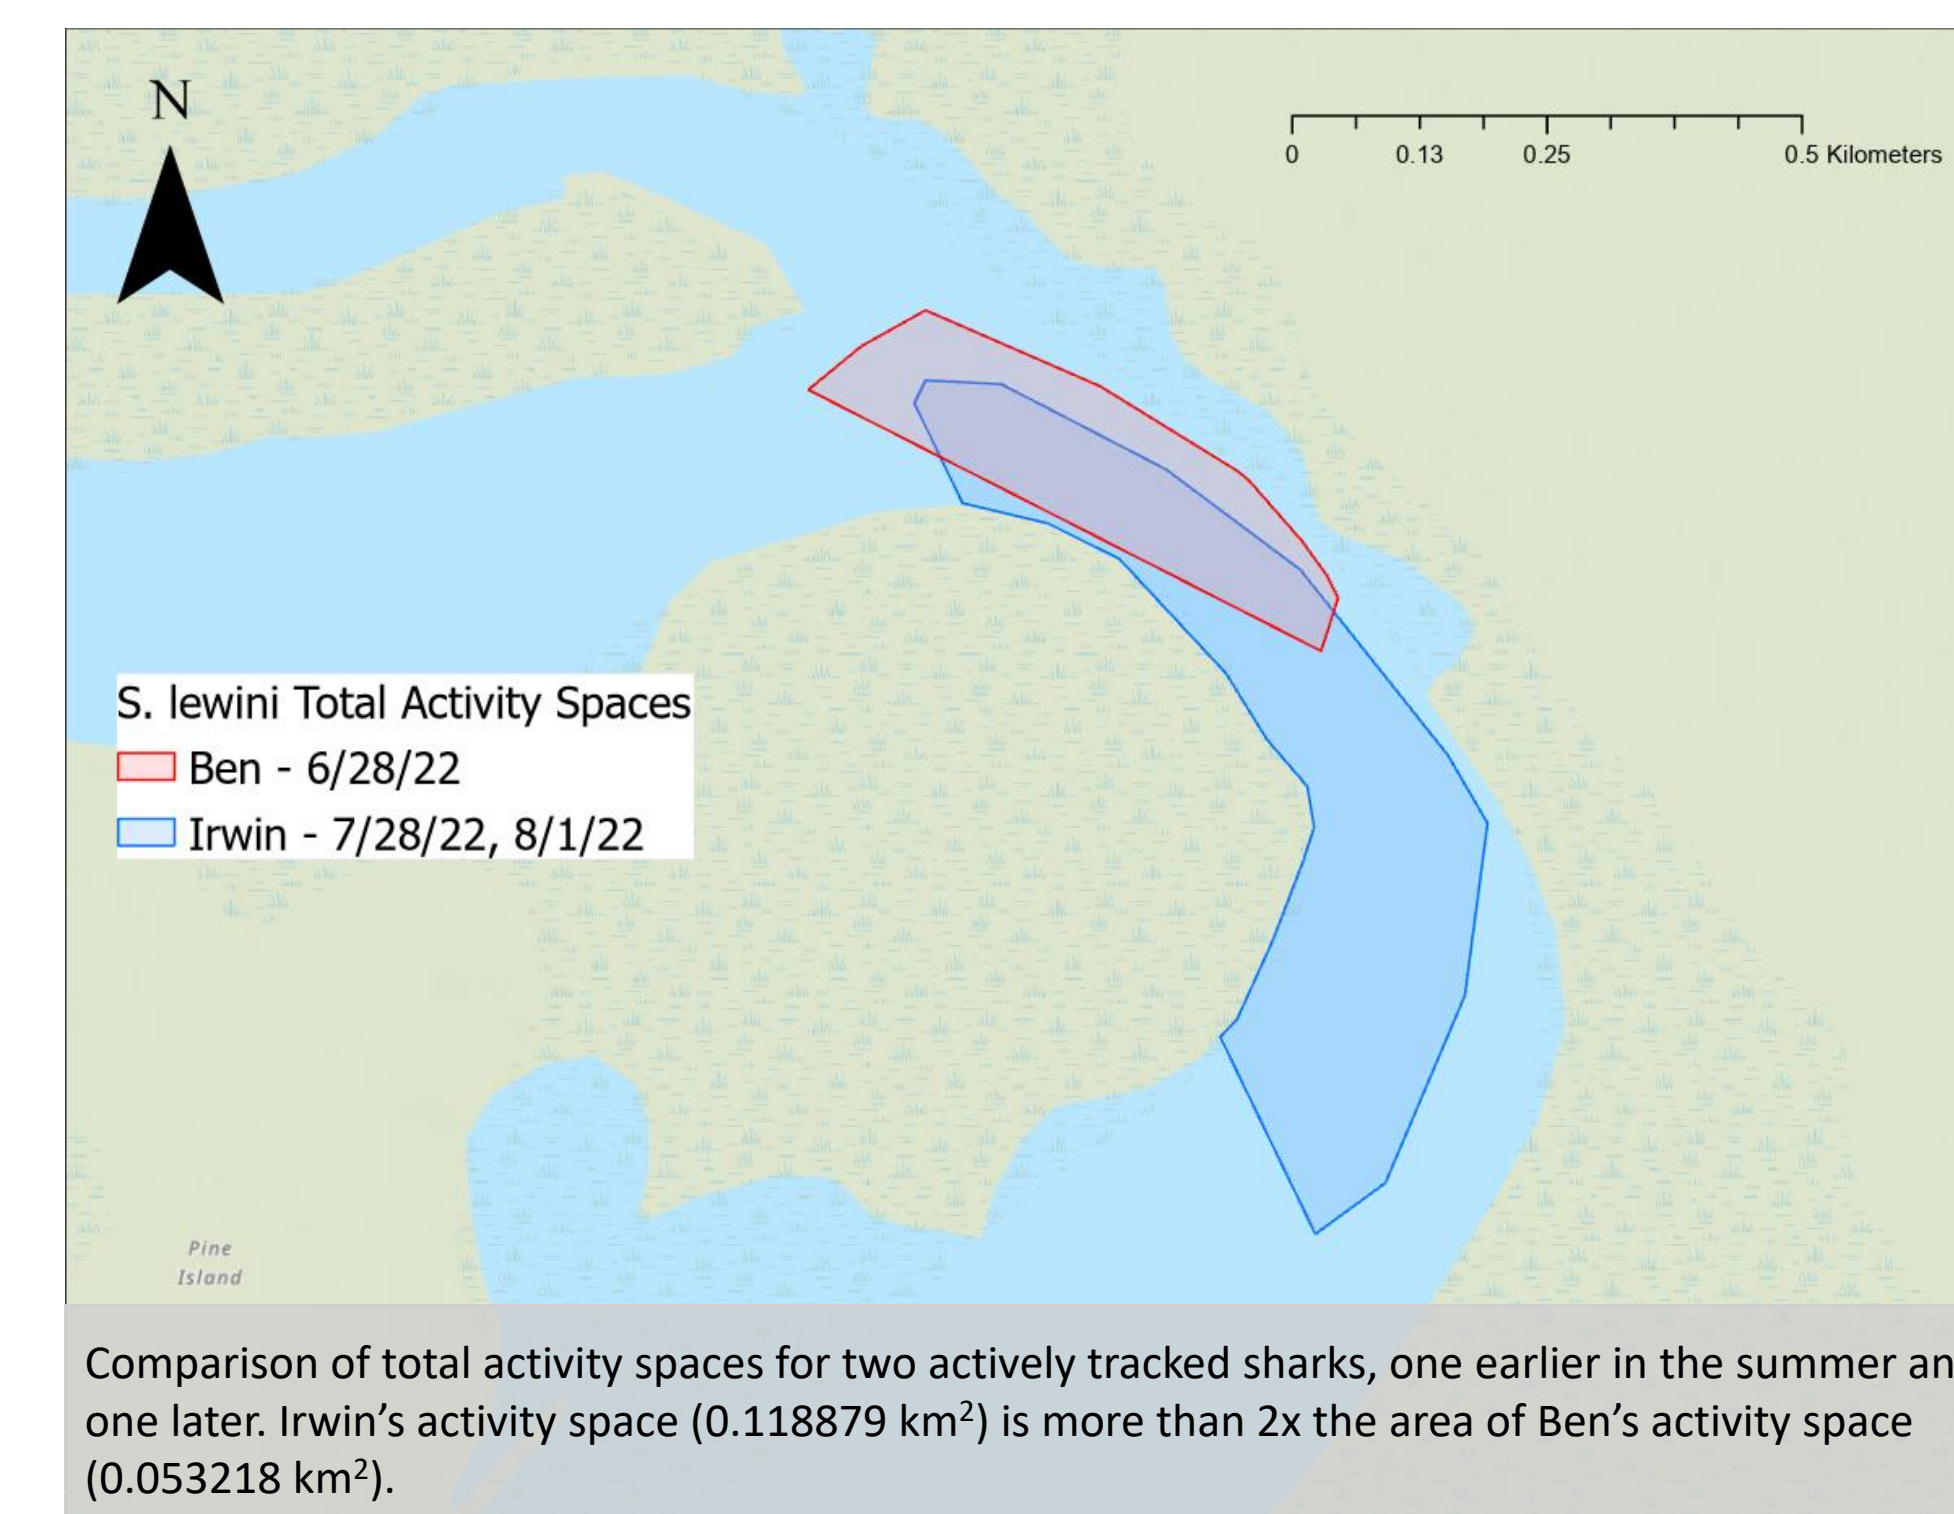 N
0 0.13 0.25 0.5 Kilometers
S. lewini Total Activity Spaces
Ben - 6/28/22
Irwin - 7/28/22, 8/1/22
Pine
Island
Comparison of total activity spaces for two actively tracked sharks, one earlier in the summer an
one later. Irwin’s activity space (0.118879 km²) is more than 2x the area of Ben’s activity space
(0.053218 km²).